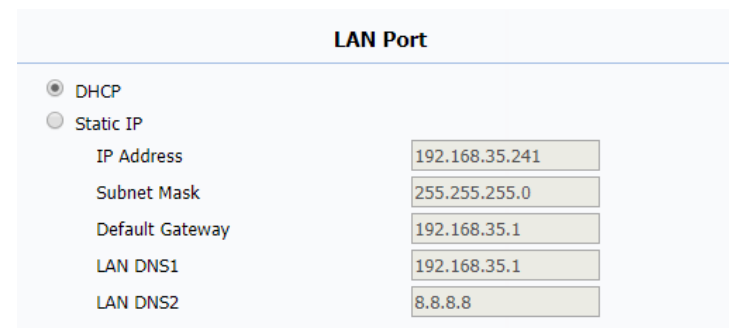 LAN Port
DHCP
Static IP
IP Address 192.168.35.241
Subnet Mask 255.255.255.0
Default Gateway 192.168.35.1
LAN DNS1 192.168.35.1
LAN DNS2 8.8.8.8